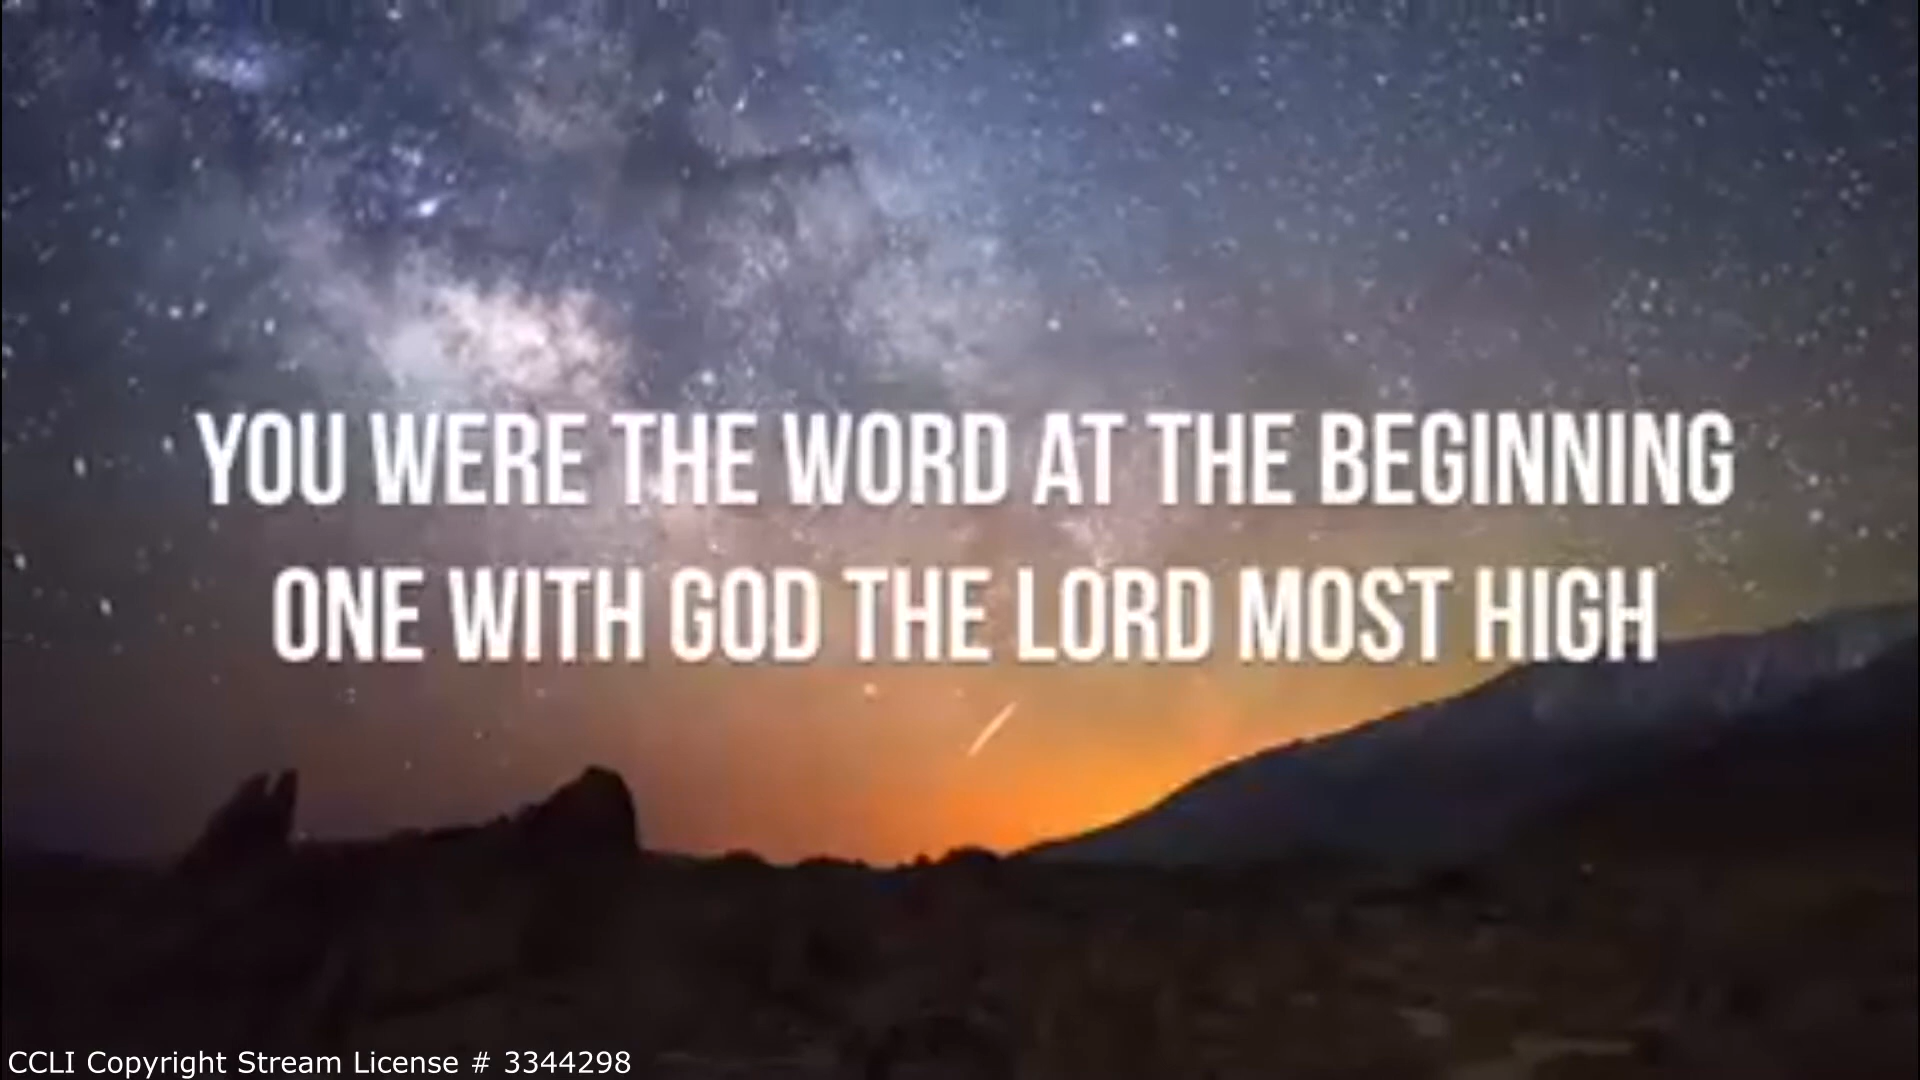 YOU WERE THE WORD AT THE BEGINNING
ONE WITH GOD THE LORD MOST HIGH
CCLI Copyright Stream License # 3344298